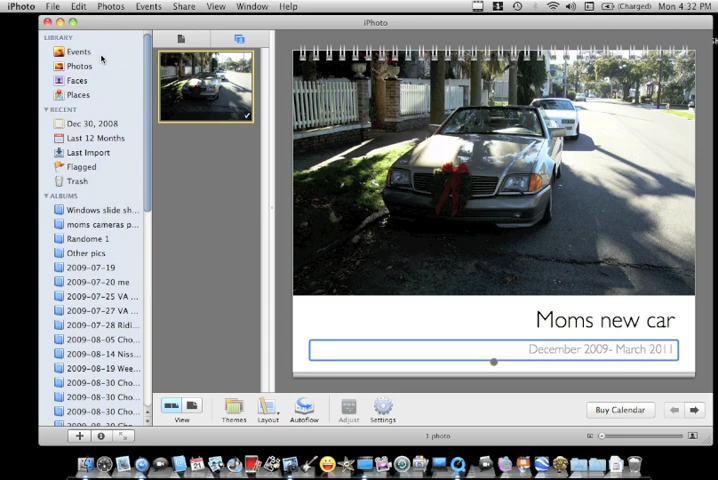 iPhoto File Edit Photos Events Share View Window Help (Charged) Mon 4:32 PM
iPhoto
LIBRARY
Events
Photos
Faces
Places
RECENT
Dec 30, 2008
Last 12 Months
Last Import
Flagged
Trash
ALBUMS
Windows slide sh...
moms cameras p...
Randome 1
Other pics
2009-07-19
2009-07-20 me
2009-07-25 VA ...
2009-07-27 VA ...
2009-07-28 Ridi...
2009-08-05 Cho...
2009-08-14 Niss...
2009-08-19 Wee...
2009-08-30 Cho...
2009-08-30 Cho...
2009-08-30 Cho...
Moms new car
December 2009- March 2011
View Themes Layout Autoflow Adjust Settings Buy Calendar
1 photo